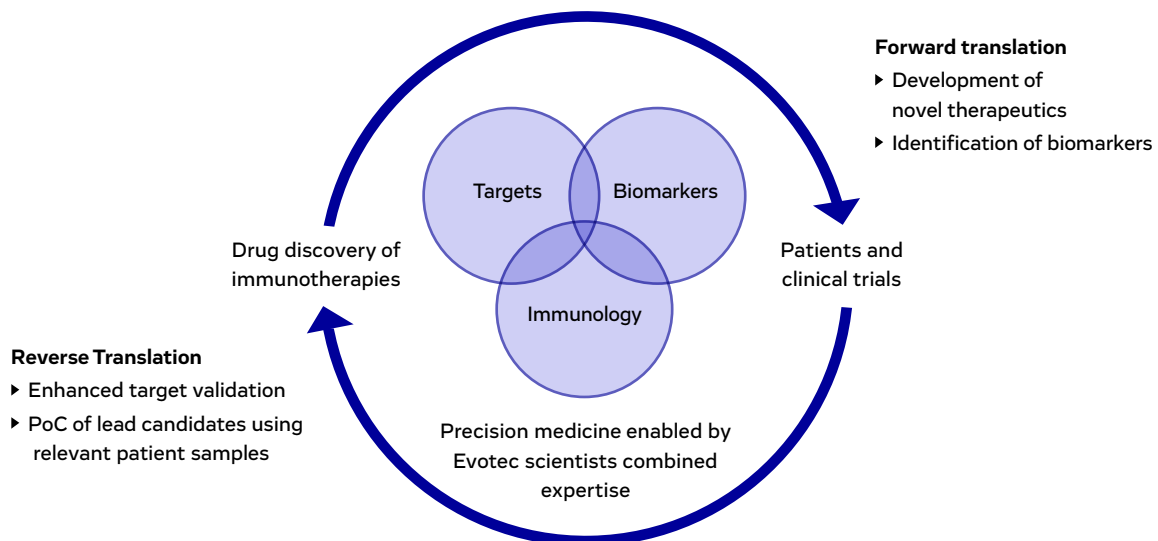 Forward translation
Development of
novel therapeutics
Identification of biomarkers
Targets
Biomarkers
Immunology
Drug discovery of
immunotherapies
Patients and
clinical trials
Reverse Translation
Enhanced target validation
PoC of lead candidates using
relevant patient samples
Precision medicine enabled by
Evotec scientists combined
expertise